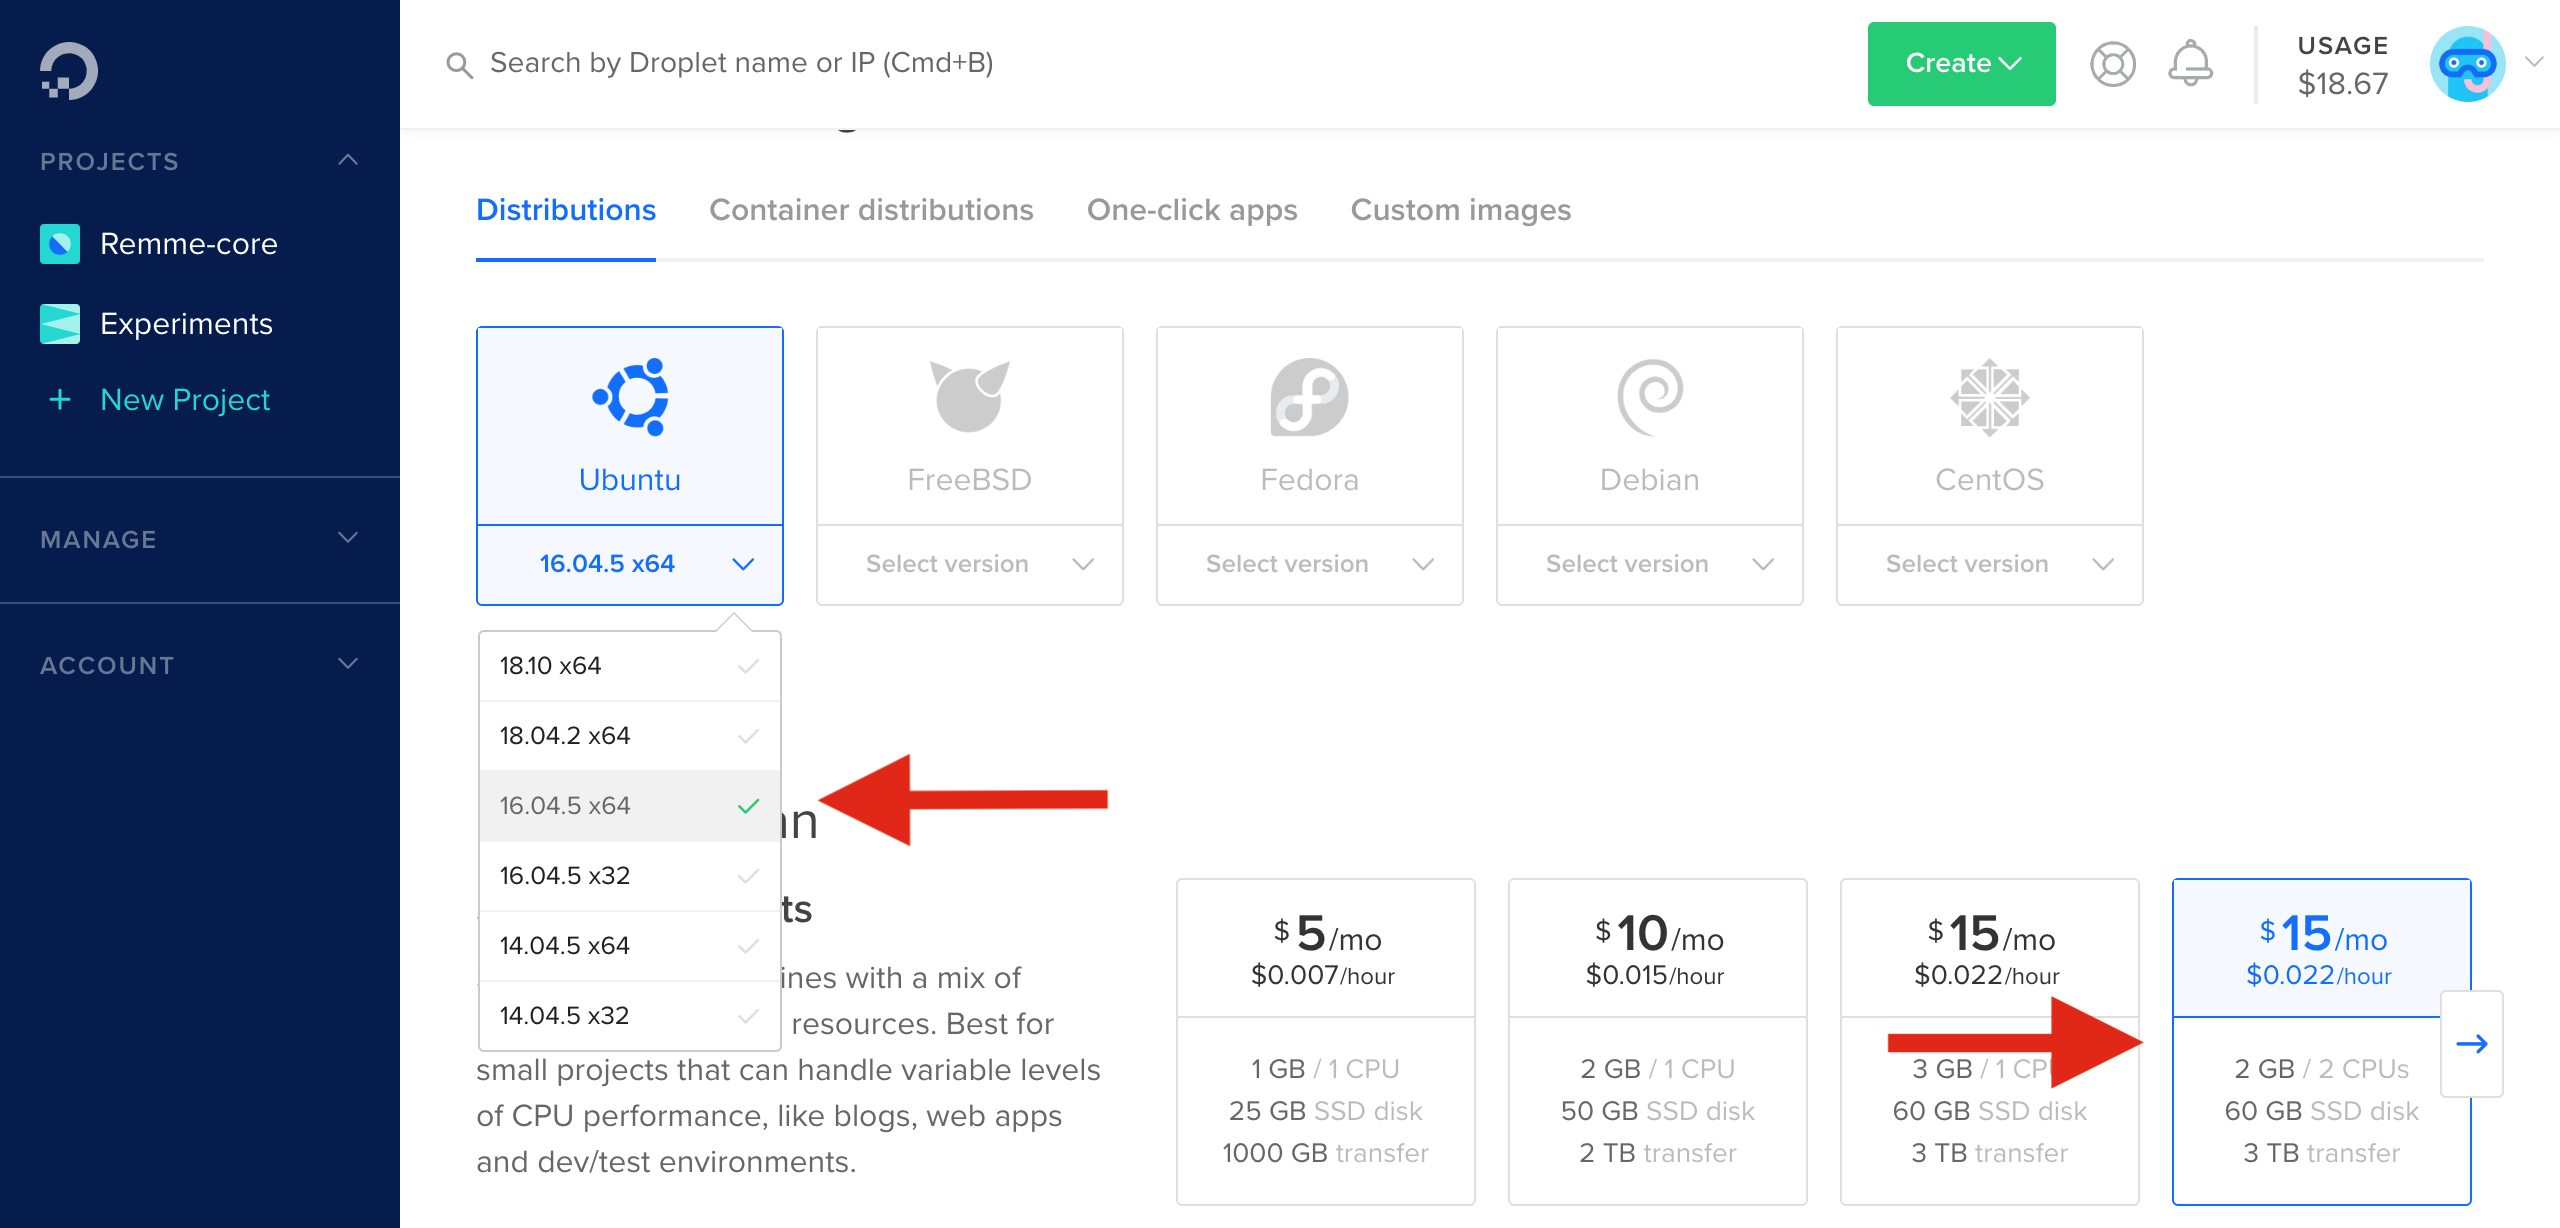 Search by Droplet name or IP (Cmd+B)
Create
USAGE
$18.67
PROJECTS
Remme-core
Experiments
+ New Project
MANAGE
ACCOUNT
Distributions
Container distributions
One-click apps
Custom images
Ubuntu
16.04.5 x64
FreeBSD
Select version
Fedora
Select version
Debian
Select version
CentOS
Select version
18.10 x64
18.04.2 x64
16.04.5 x64
16.04.5 x32
14.04.5 x64
14.04.5 x32
with a mix of
resources. Best for
small projects that can handle variable levels
of CPU performance, like blogs, web apps
and dev/test environments.
$5/mo
$0.007/hour
1 GB / 1 CPU
25 GB SSD disk
1000 GB transfer
$10/mo
$0.015/hour
2 GB / 1 CPU
50 GB SSD disk
2 TB transfer
$15/mo
$0.022/hour
3 GB / 1
60 GB SSD disk
3 TB transfer
$15/mo
$0.022/hour
2 GB / 2 CPUs
60 GB SSD disk
3 TB transfer